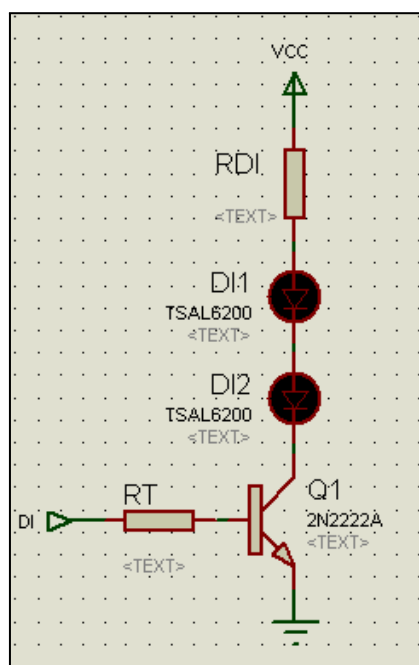 VCC
RDI
<TEXT>
DI1
TSAL6200
<TEXT>
DI2
TSAL6200
<TEXT>
RT
<TEXT>
DI
Q1
2N2222A
<TEXT>